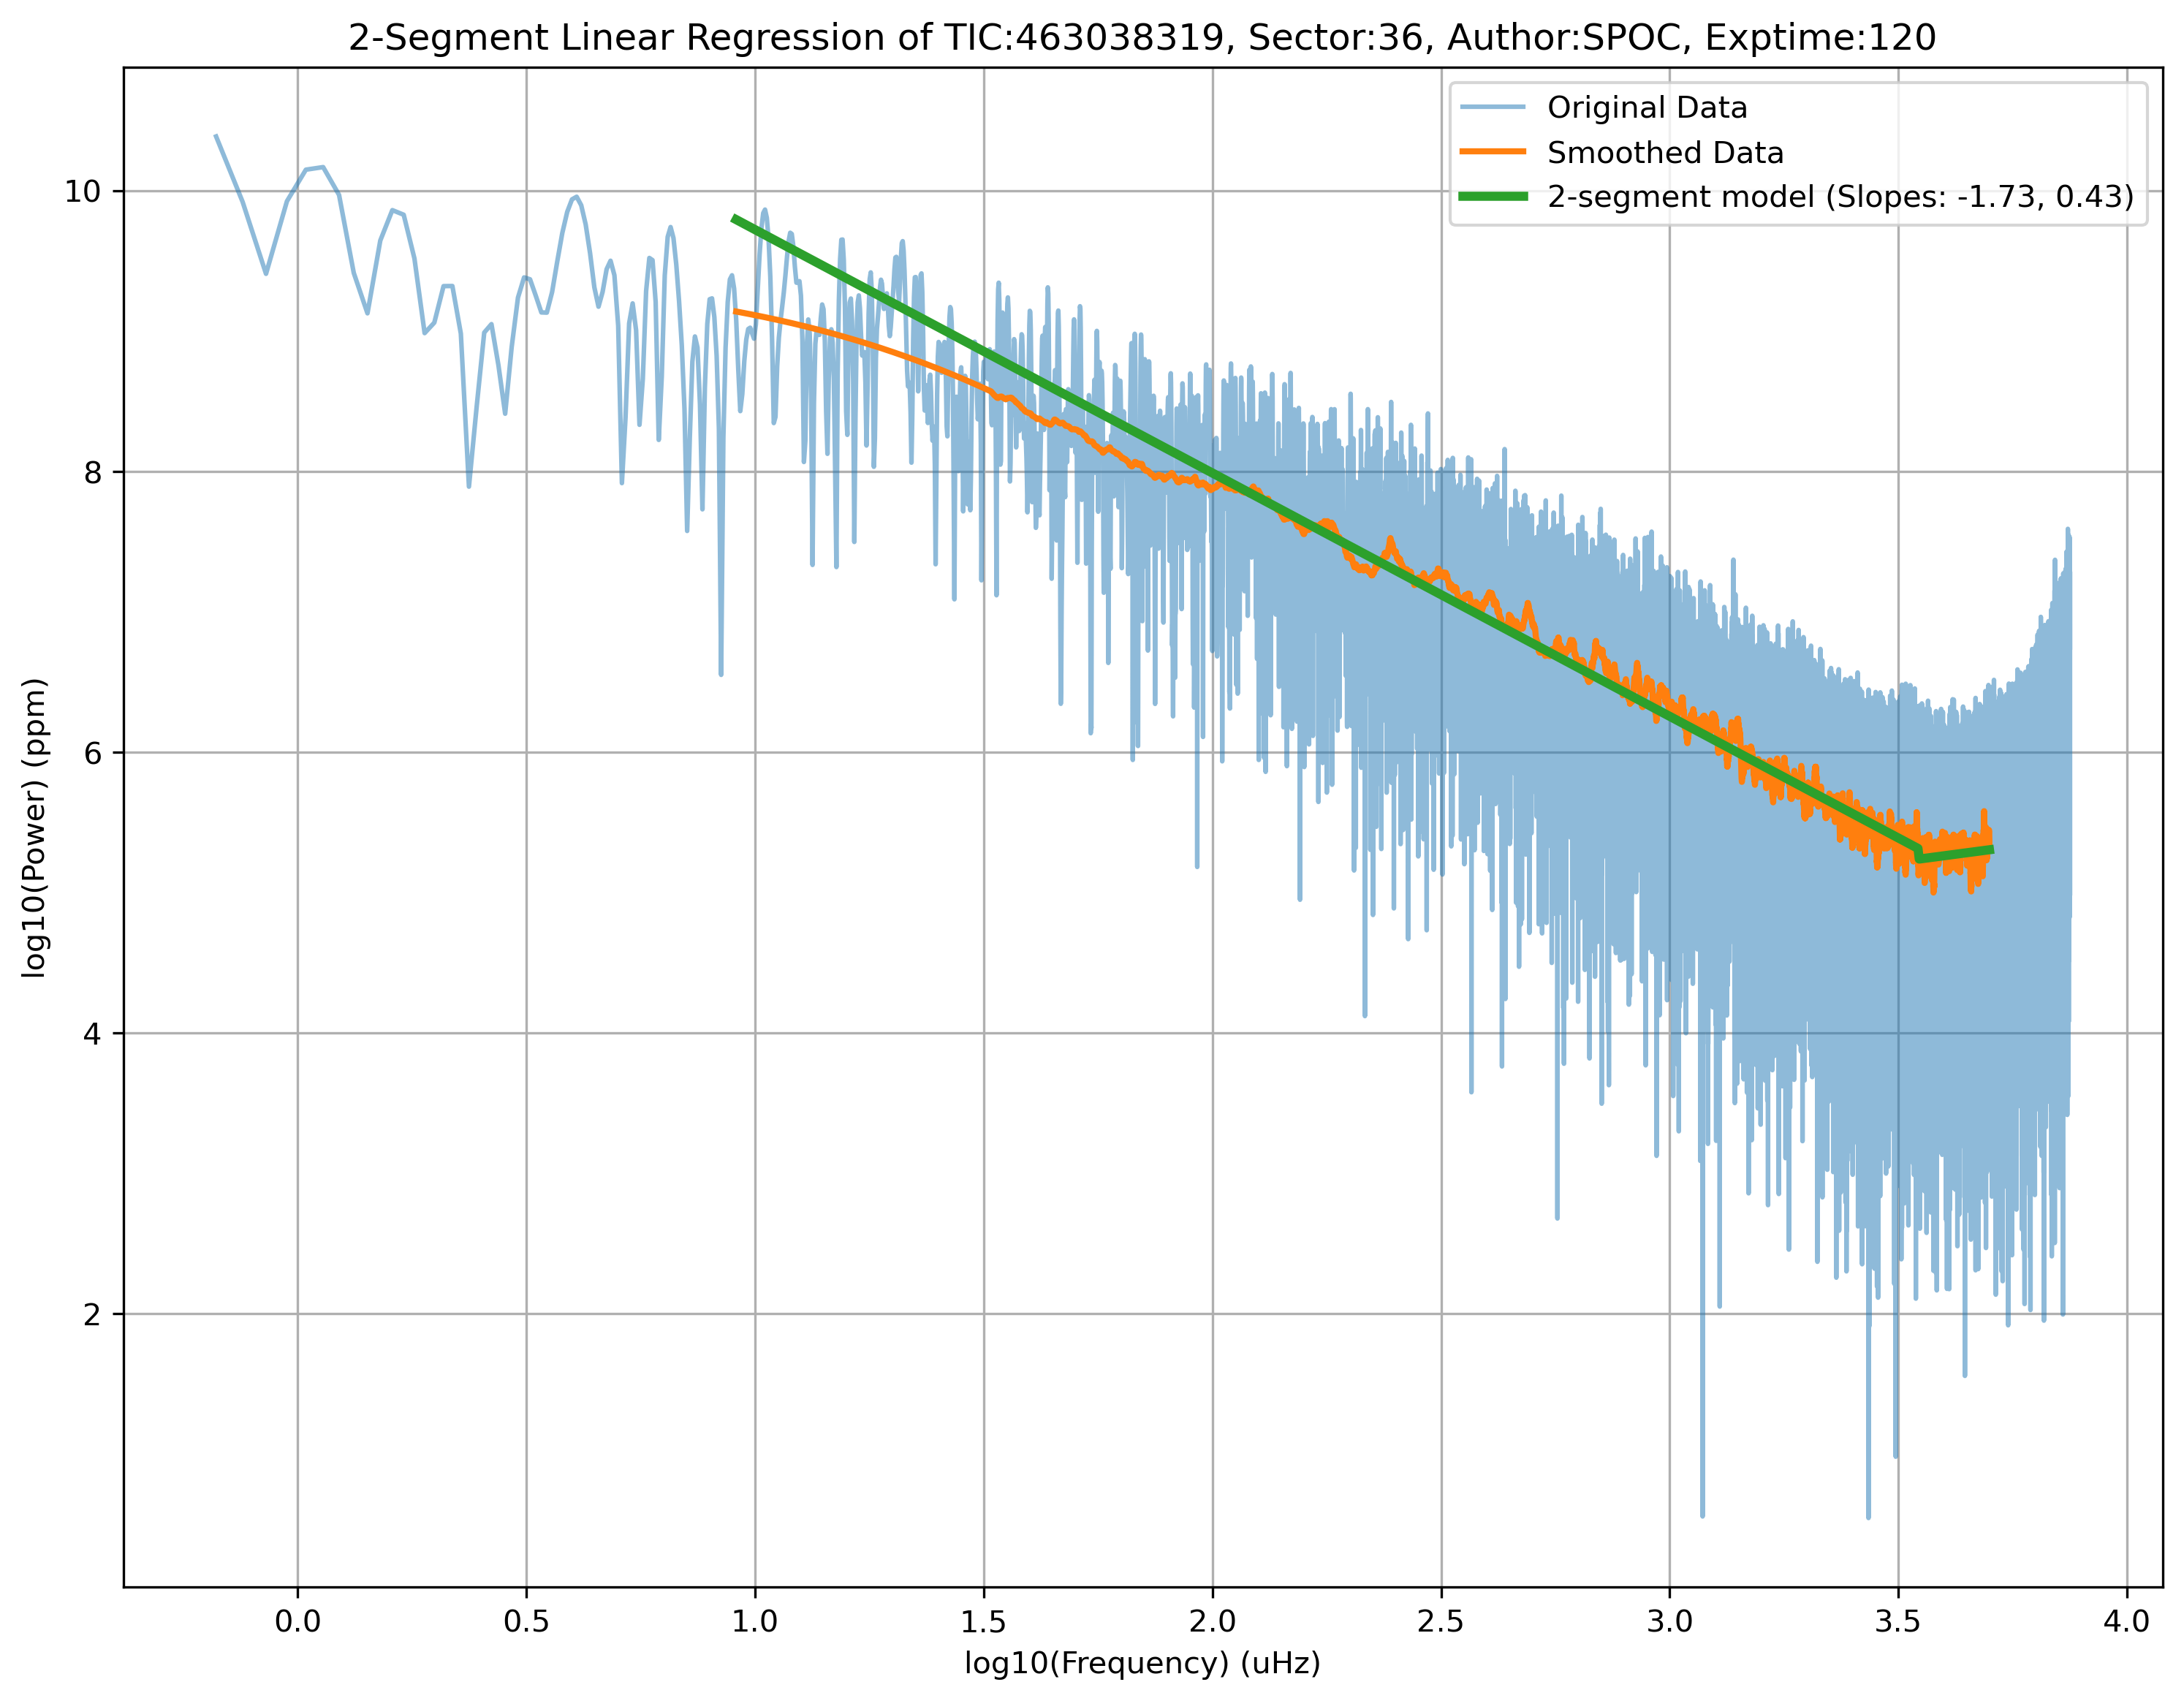 2-Segment Linear Regression of TIC:463038319, Sector:36, Author:SPOC, Exptime:120
Original Data
Smoothed Data
2-segment model (Slopes: -1.73, 0.43)
log10(Power) (ppm)
10
8
6
4
2
0.0 0.5 1.0 1.5 2.0 2.5 3.0 3.5 4.0
log10(Frequency) (uHz)